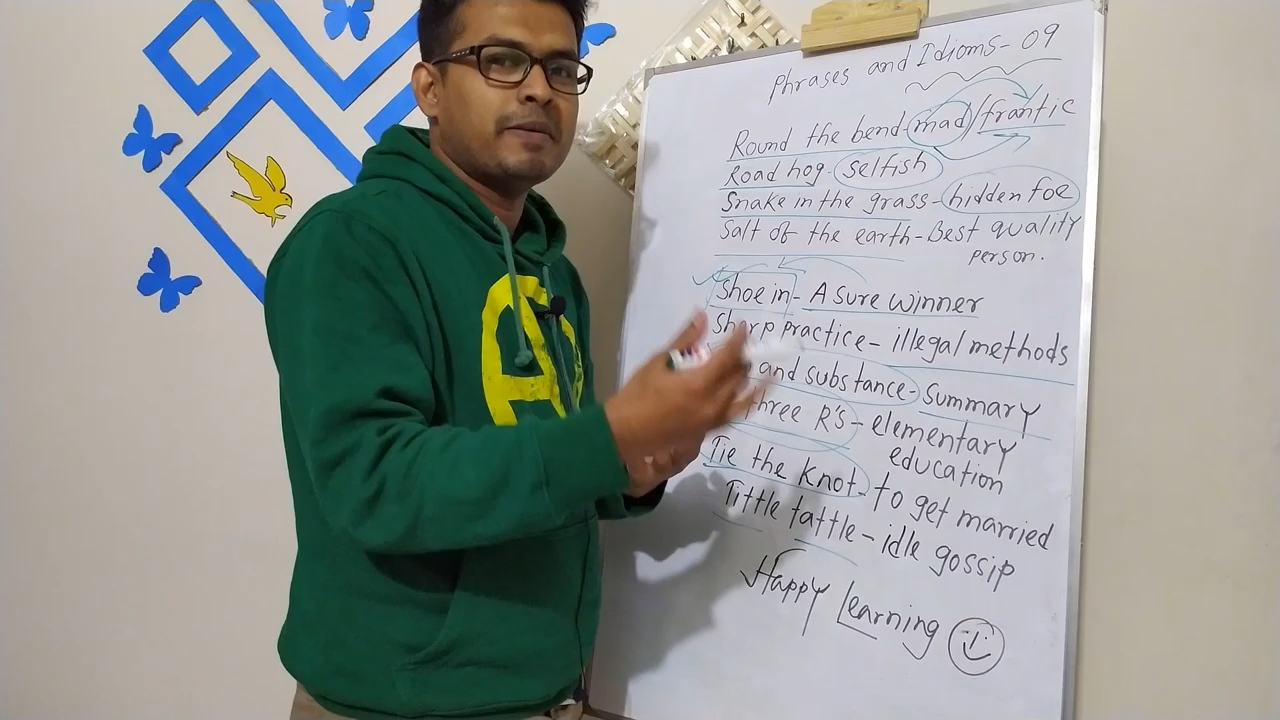 Phrases and Idioms-09
Round the bend mad/frantic
Road hog. selfish
Snake in the grass-hidden foe
Salt of the earth-Best quality
person.
Shoe in- A sure winner
Sharp practice-illegal methods
and substance-summary
three R's-elementary
education
Tie the knot-to get married
Tittle tattle-idle gossip
Happy Learning